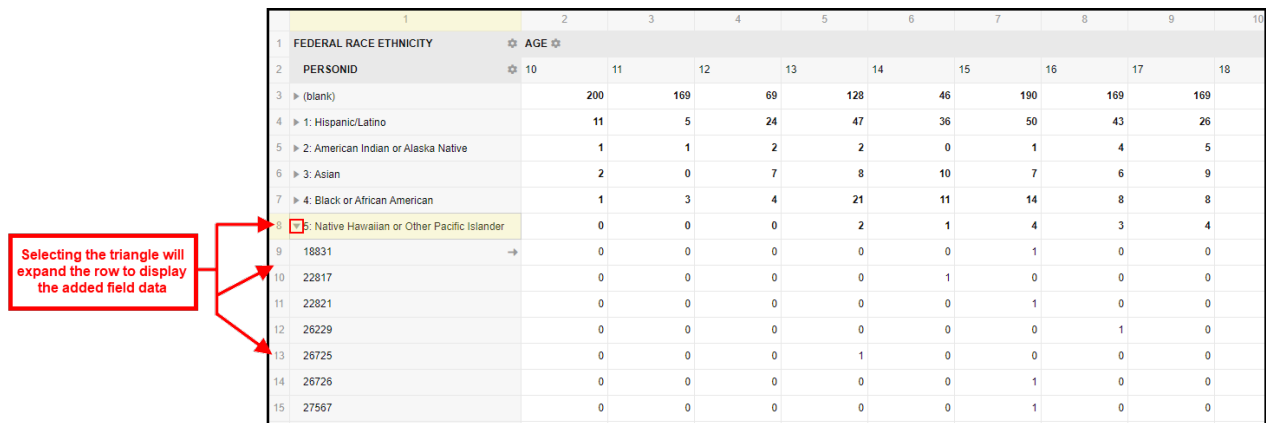 1 2 3 4 5 6 7 8 9 10
1 FEDERAL RACE ETHNICITY AGE
2 PERSONID 10 11 12 13 14 15 16 17 18
3 (blank) 200 169 69 128 46 190 169 169
4 1: Hispanic/Latino 11 5 24 47 36 50 43 26
5 2: American Indian or Alaska Native 1 1 2 2 0 1 4 5
6 3: Asian 2 0 7 8 10 7 6 9
7 4: Black or African American 1 3 4 21 11 14 8 8
8 5: Native Hawaiian or Other Pacific Islander 0 0 0 2 1 4 3 4
9 18831 0 0 0 0 0 1 0 0
10 22817 0 0 0 0 1 0 0 0
11 22821 0 0 0 0 0 1 0 0
12 26229 0 0 0 0 0 0 1 0
13 26725 0 0 0 1 0 0 0 0
14 26726 0 0 0 0 0 1 0 0
15 27567 0 0 0 0 0 1 0 0
Selecting the triangle will
expand the row to display
the added field data